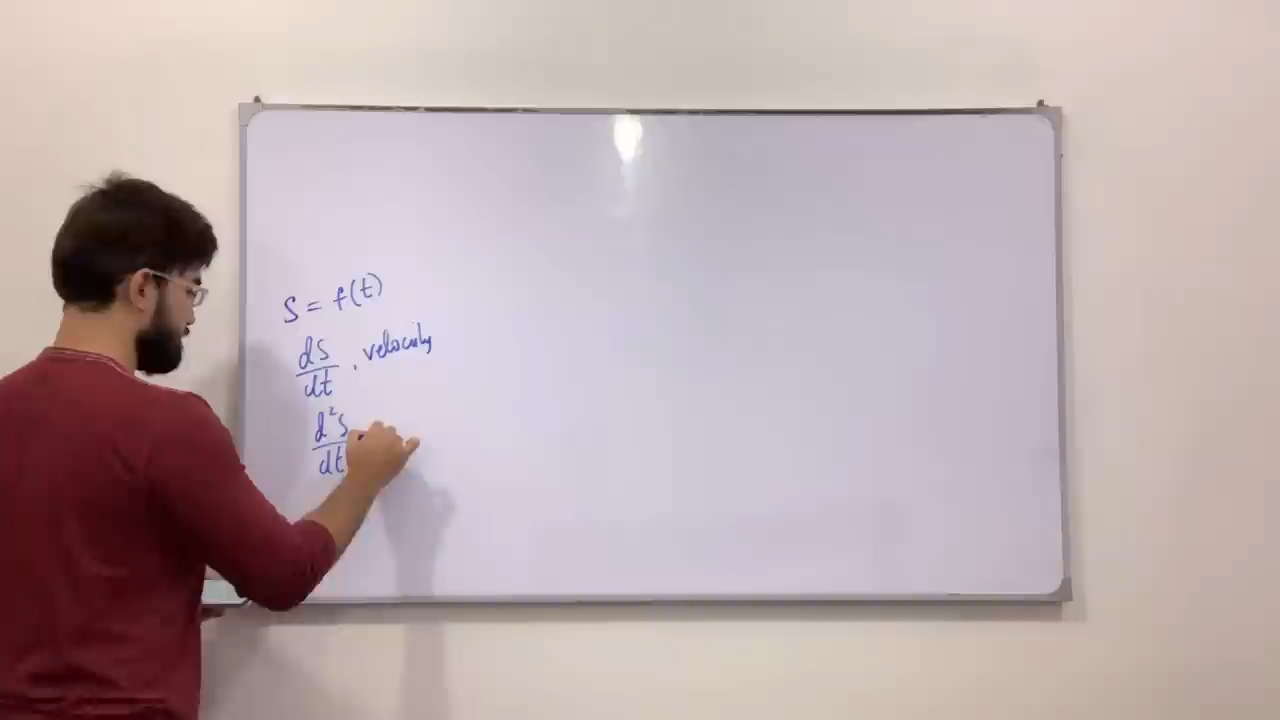 S = f(t)
dS/dt , velocity
d²S/dt